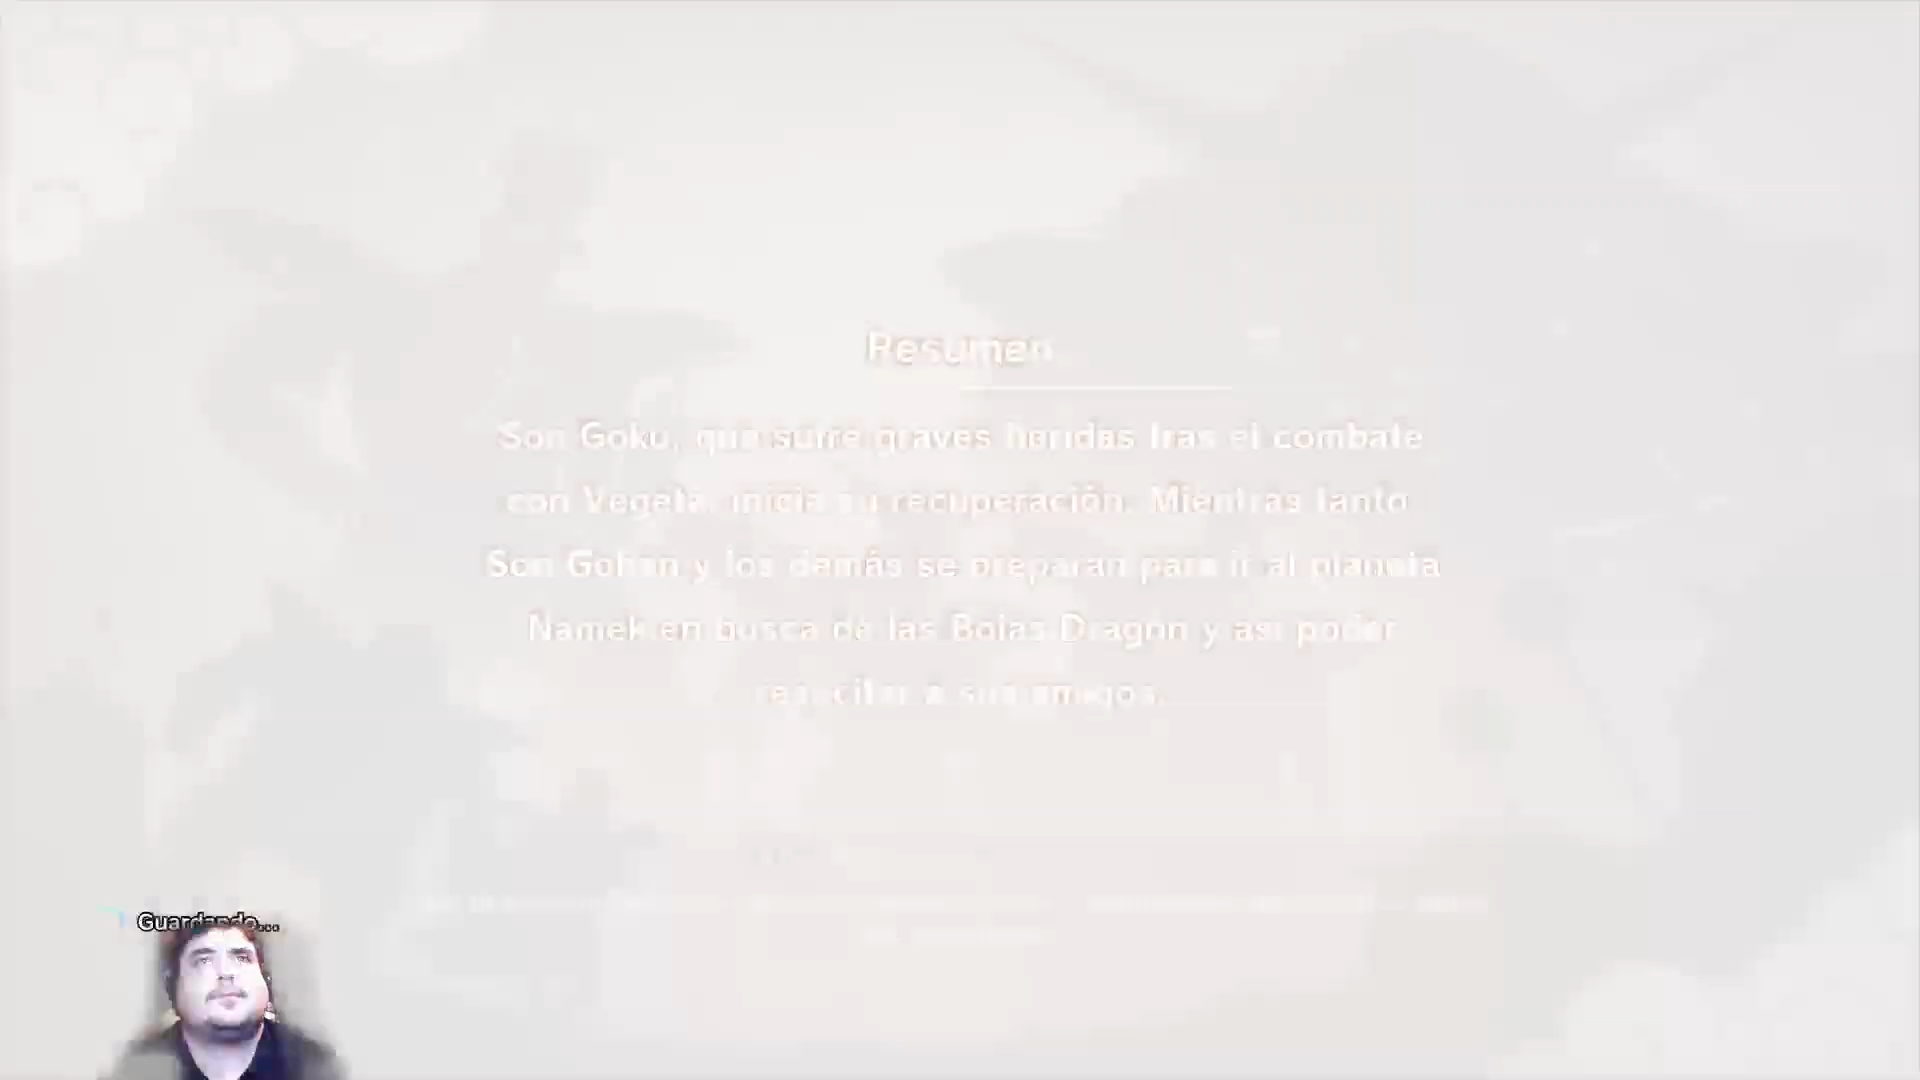 Resumen
Son Goku, que sufre graves heridas tras el combate
con Vegeta, inicia su recuperación. Mientras tanto
Son Gohan y los demás se preparan para ir al planeta
Namek en busca de las Bolas Dragón y así poder
resucitar a sus amigos.
Guardando...